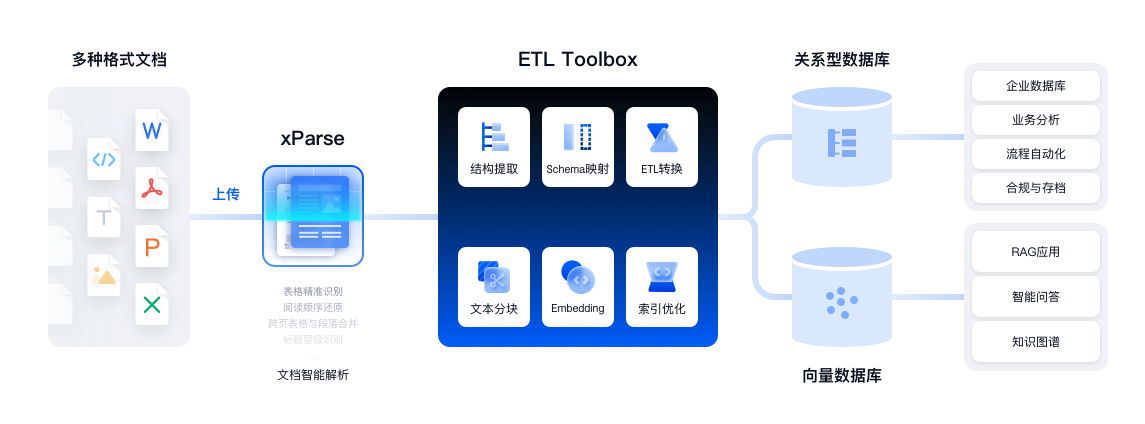 多种格式文档
W
</>
T
P
X
上传
xParse
表格精准识别
阅读顺序还原
跨页表格与段落合并
标题层级识别
...
文档智能解析
ETL Toolbox
结构提取
Schema映射
ETL转换
文本分块
Embedding
索引优化
关系型数据库
向量数据库
企业数据库
业务分析
流程自动化
合规与存档
RAG应用
智能问答
知识图谱